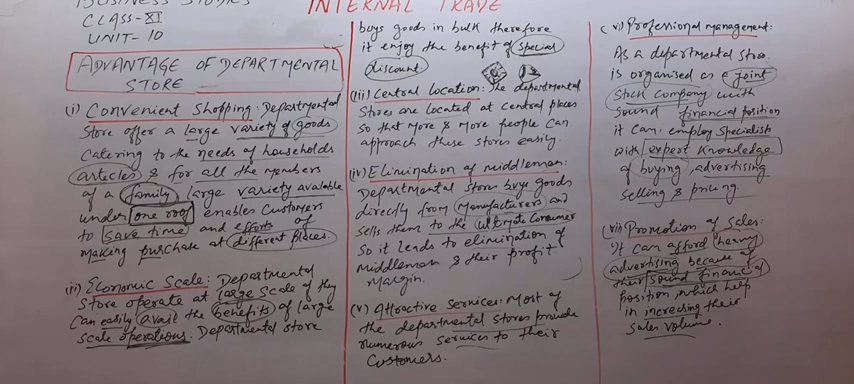 BUSINESS STUDIES
CLASS-XI
UNIT-10
INTERNAL TRADE
ADVANTAGE OF DEPARTMENTAL
STORE:
(i) Convenient Shopping: Departmental
Store offer a large variety of goods
Catering to the needs of households
articles & for all the members
of a family large variety available
under one roof enables Customers
to save time and efforts of
making purchase at different places.
(ii) Economic Scale: Departmental
Store operate at large scale of they
Can easily avail the benefits of large
scale operations. Departmental store
buys goods in bulk therefore
it enjoy the benefit of special
discount
(iii) Central Location: The departmental
Stores are located at Central places
so that more & more people can
approach these stores easily.
(iv) Elimination of middleman:
Departmental Store buys goods
directly from manufacturers and
sells them to the ultimate Consumer
so it leads to elimination of
middleman & their profit
margin.
(v) Attractive Services: Most of
the departmental stores provide
numerous services to their
Customers.
(vi) Professional management:
As a departmental Store
is organised as a joint
Stock Company with
sound financial position
it can employ Specialists
with expert knowledge
of buying, advertising
selling & pricing
(vii) Promotion of Sales:
It can afford heavy
advertising because of
their sound financial
position which help
in increasing their
sales volume.